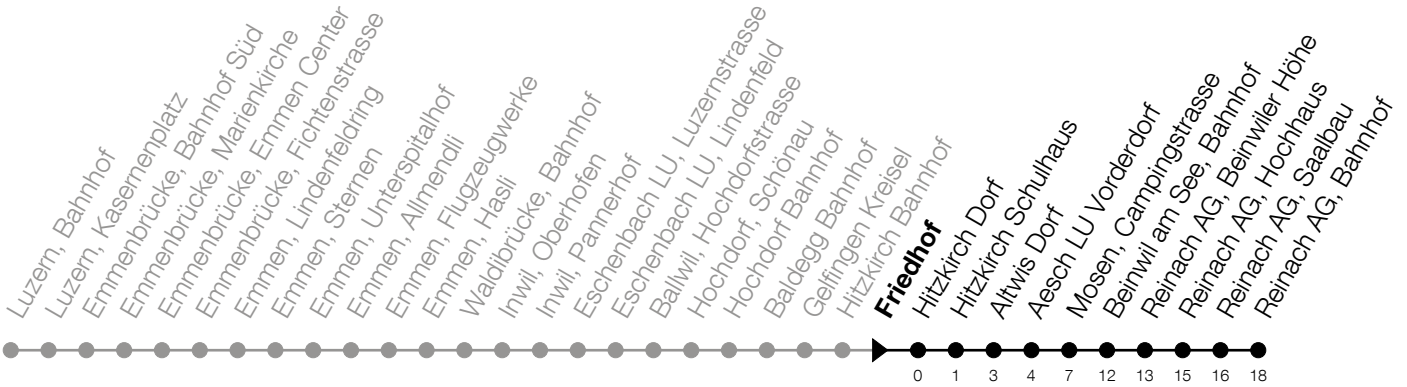 Luzern, Bahnhof
Luzern, Kasernenplatz
Emmenbrücke, Bahnhof Süd
Emmenbrücke, Marienkirche
Emmenbrücke, Emmen Center
Emmenbrücke, Fichtenstrasse
Emmen, Lindenfeldring
Emmen, Sternen
Emmen, Unterspitalhof
Emmen, Allmendli
Emmen, Flugzeugwerke
Emmen, Hasli
Waldibrücke, Bahnhof
Inwil, Oberhofen
Inwil, Pannerhof
Eschenbach LU, Luzernstrasse
Eschenbach LU, Lindenfeld
Ballwil, Hochdorfstrasse
Hochdorf, Schönau
Hochdorf Bahnhof
Baldegg Bahnhof
Gelfingen Kreisel
Hitzkirch Bahnhof
Friedhof
Hitzkirch Dorf
Hitzkirch Schulhaus
Altwis Dorf
Aesch LU Vorderdorf
Mosen, Campingstrasse
Beinwil am See, Bahnhof
Reinach AG, Beinwiler Höhe
Reinach AG, Hochhaus
Reinach AG, Saalbau
Reinach AG, Bahnhof
0 1 3 4 7 12 13 15 16 18